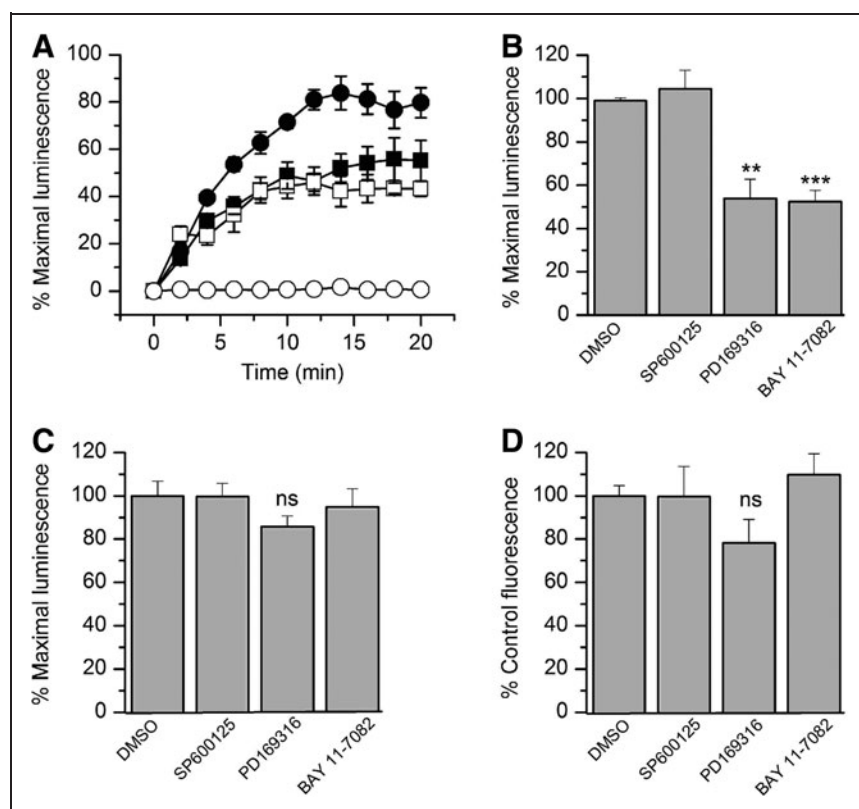 A
100
80
60
40
20
0
% Maximal luminescence
0 5 10 15 20
Time (min)
B
120
100
80
60
40
20
0
% Maximal luminescence
** ***
DMSO
SP600125
PD169316
BAY 11-7082
C
120
100
80
60
40
20
0
% Maximal luminescence
ns
DMSO
SP600125
PD169316
BAY 11-7082
D
120
100
80
60
40
20
0
% Control fluorescence
ns
DMSO
SP600125
PD169316
BAY 11-7082